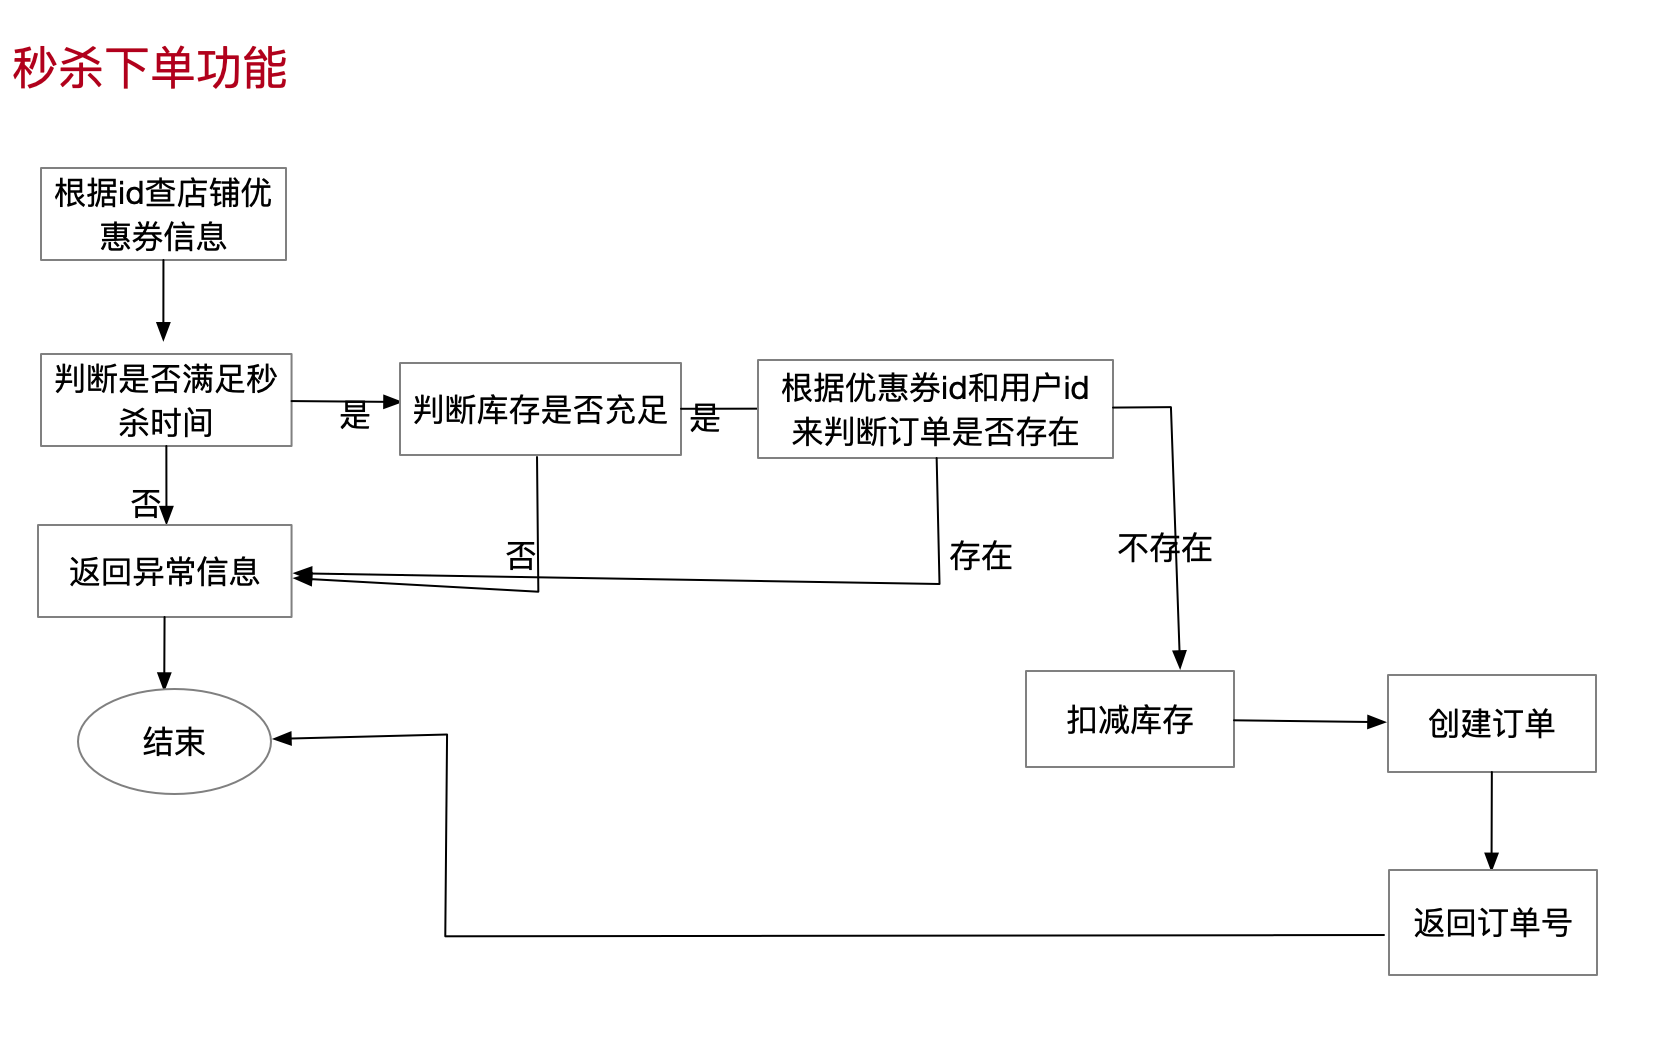 秒杀下单功能
根据id查店铺优
惠券信息
判断是否满足秒
杀时间
是
判断库存是否充足
是
根据优惠券id和用户id
来判断订单是否存在
否
返回异常信息
否
存在
不存在
结束
扣减库存
创建订单
返回订单号